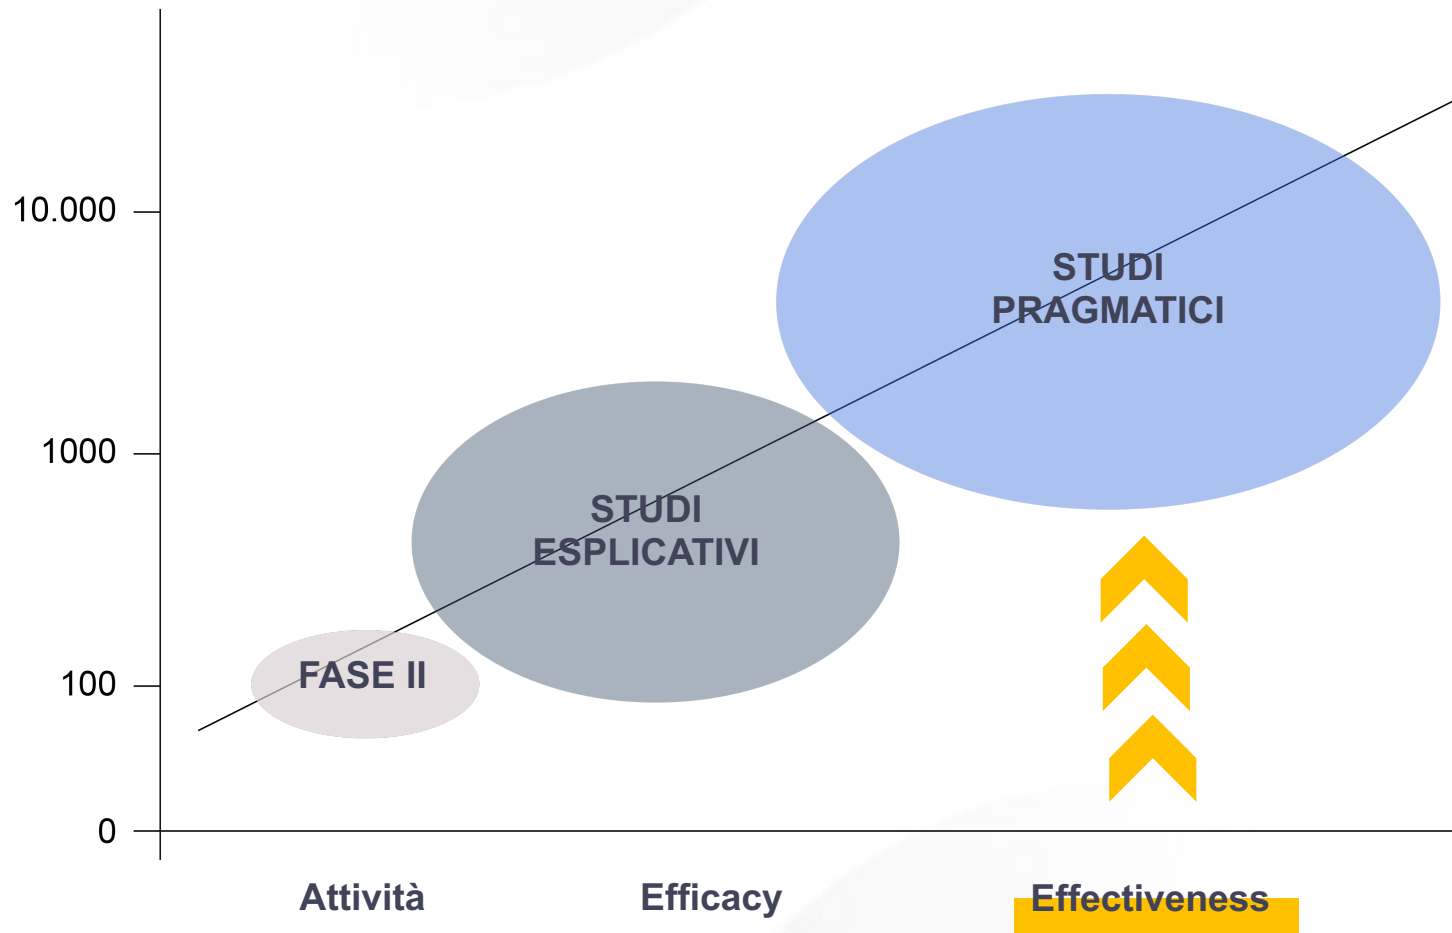 10.000
STUDI
PRAGMATICI
1000
STUDI
ESPLICATIVI
100
FASE II
0
Attività
Efficacy
Effectiveness